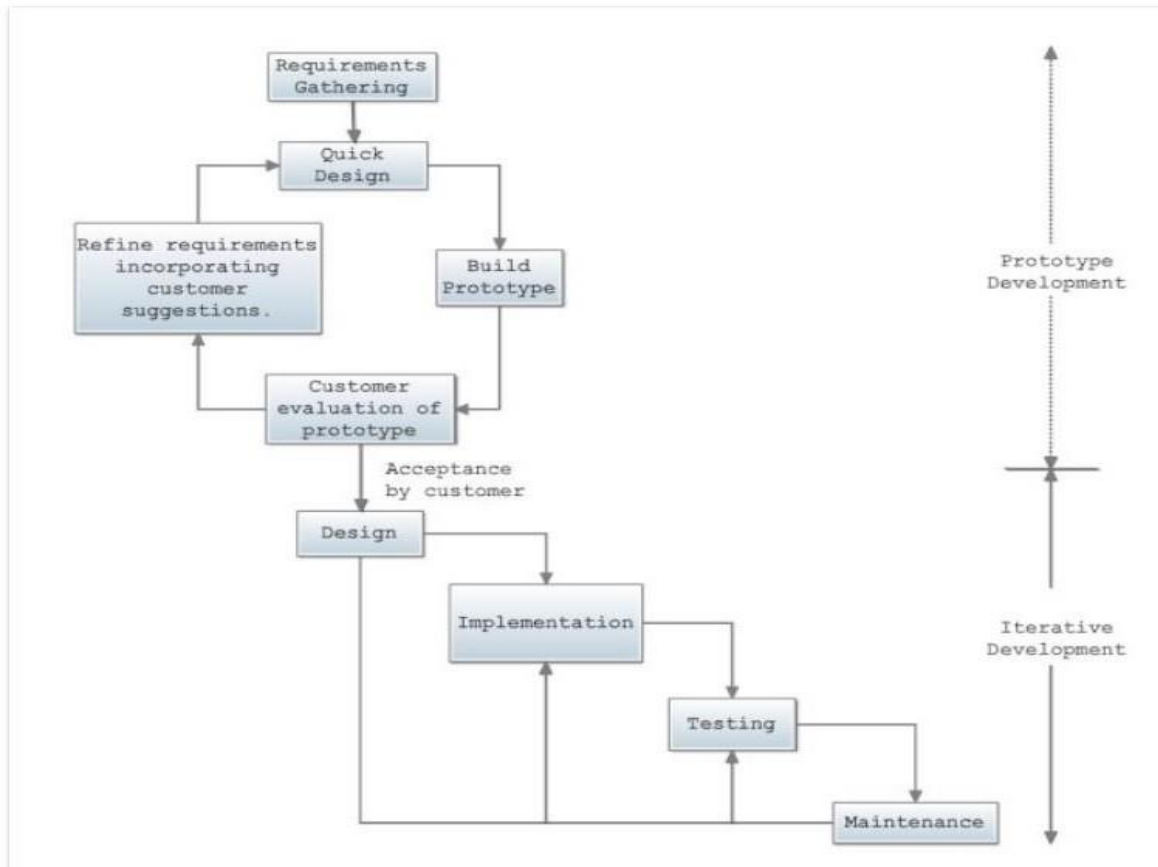 Requirements
Gathering
Quick
Design
Refine requirements
incorporating
customer
suggestions.
Build
Prototype
Prototype
Development
Customer
evaluation of
prototype
Acceptance
by customer
Design
Implementation
Iterative
Development
Testing
Maintenance